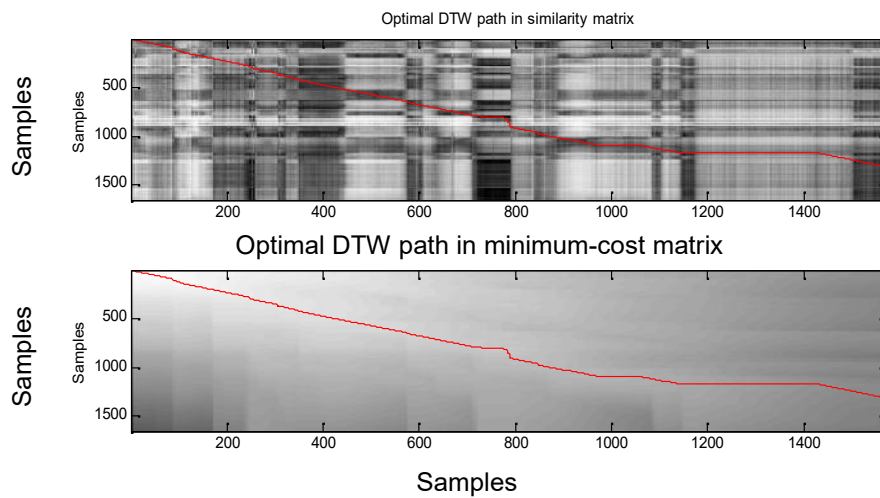 Optimal DTW path in similarity matrix
Samples
Samples
500
1000
1500
200 400 600 800 1000 1200 1400
Optimal DTW path in minimum-cost matrix
Samples
Samples
500
1000
1500
200 400 600 800 1000 1200 1400
Samples